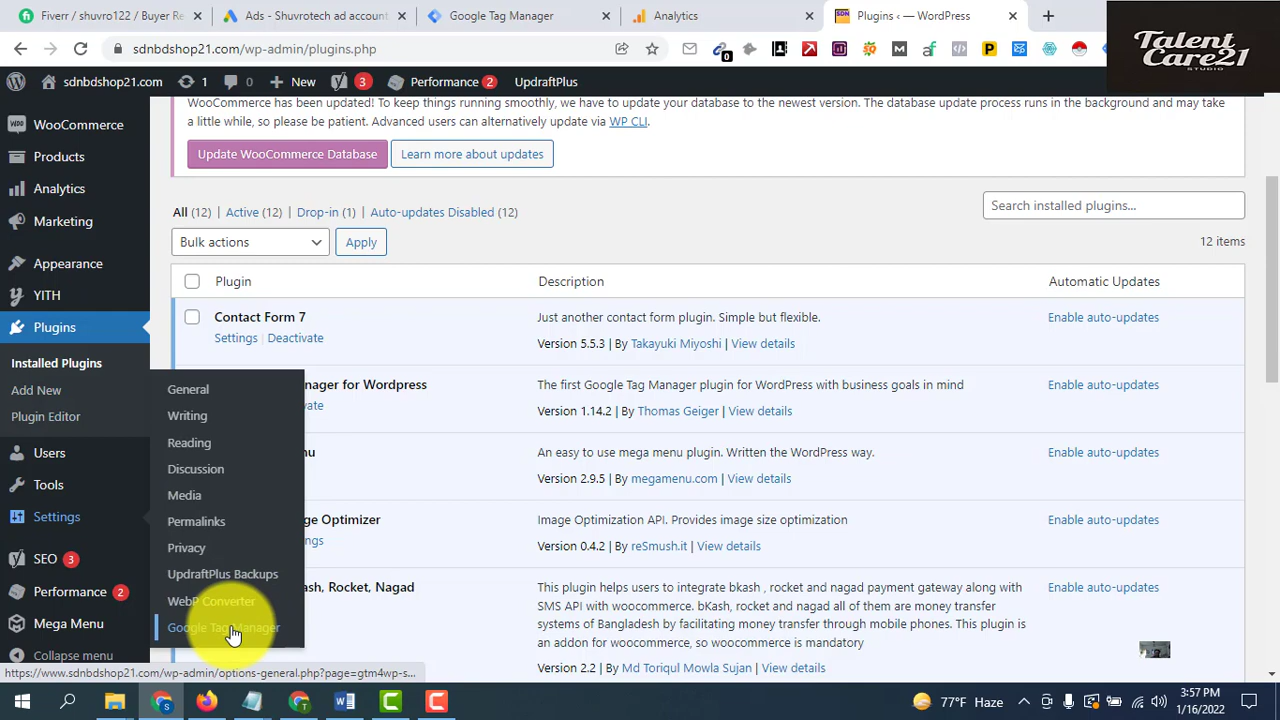 Fiverr / shuvro122 / Buyer Re
Ads - Shuvrotech ad account
Google Tag Manager
Analytics
Plugins ‹ — WordPress
sdnbdshop21.com/wp-admin/plugins.php
0
Talent
Care21
STUDIO
sdnbdshop21.com
1
0
New
3
Performance 2
UpdraftPlus
WooCommerce has been updated! To keep things running smoothly, we have to update your database to the newest version. The database update process runs in the background and may
take a little while, so please be patient. Advanced users can alternatively update via WP CLI.
Update WooCommerce Database
Learn more about updates
WooCommerce
Products
Analytics
Marketing
Appearance
YITH
Plugins
Installed Plugins
Add New
Plugin Editor
Users
Tools
Settings
SEO 3
Performance 2
Mega Menu
Collapse menu
General
Writing
Reading
Discussion
Media
Permalinks
Privacy
UpdraftPlus Backups
WebP Converter
Google Tag Manager
All (12) | Active (12) | Drop-in (1) | Auto-updates Disabled (12)
Search installed plugins...
Bulk actions
Apply
12 items
Plugin
Description
Automatic Updates
Contact Form 7
Settings | Deactivate
Just another contact form plugin. Simple but flexible.
Version 5.5.3 | By Takayuki Miyoshi | View details
Enable auto-updates
nager for Wordpress
vate
The first Google Tag Manager plugin for WordPress with business goals in mind
Version 1.14.2 | By Thomas Geiger | View details
Enable auto-updates
nu
An easy to use mega menu plugin. Written the WordPress way.
Version 2.9.5 | By megamenu.com | View details
Enable auto-updates
ge Optimizer
ngs
Image Optimization API. Provides image size optimization
Version 0.4.2 | By reSmush.it | View details
Enable auto-updates
ash, Rocket, Nagad
This plugin helps users to integrate bkash , rocket and nagad payment gateway along with
SMS API with woocommerce. bKash, rocket and nagad all of them are money transfer
systems of Bangladesh by facilitating money transfer through mobile phones. This plugin is
an addon for woocommerce, so woocommerce is mandatory
Version 2.2 | By Md Toriqul Mowla Sujan | View details
Enable auto-updates
https://www.sdnbdshop21.com/wp-admin/options-general.php?page=gtm4wp-s...
77°F Haze
3:57 PM
1/16/2022